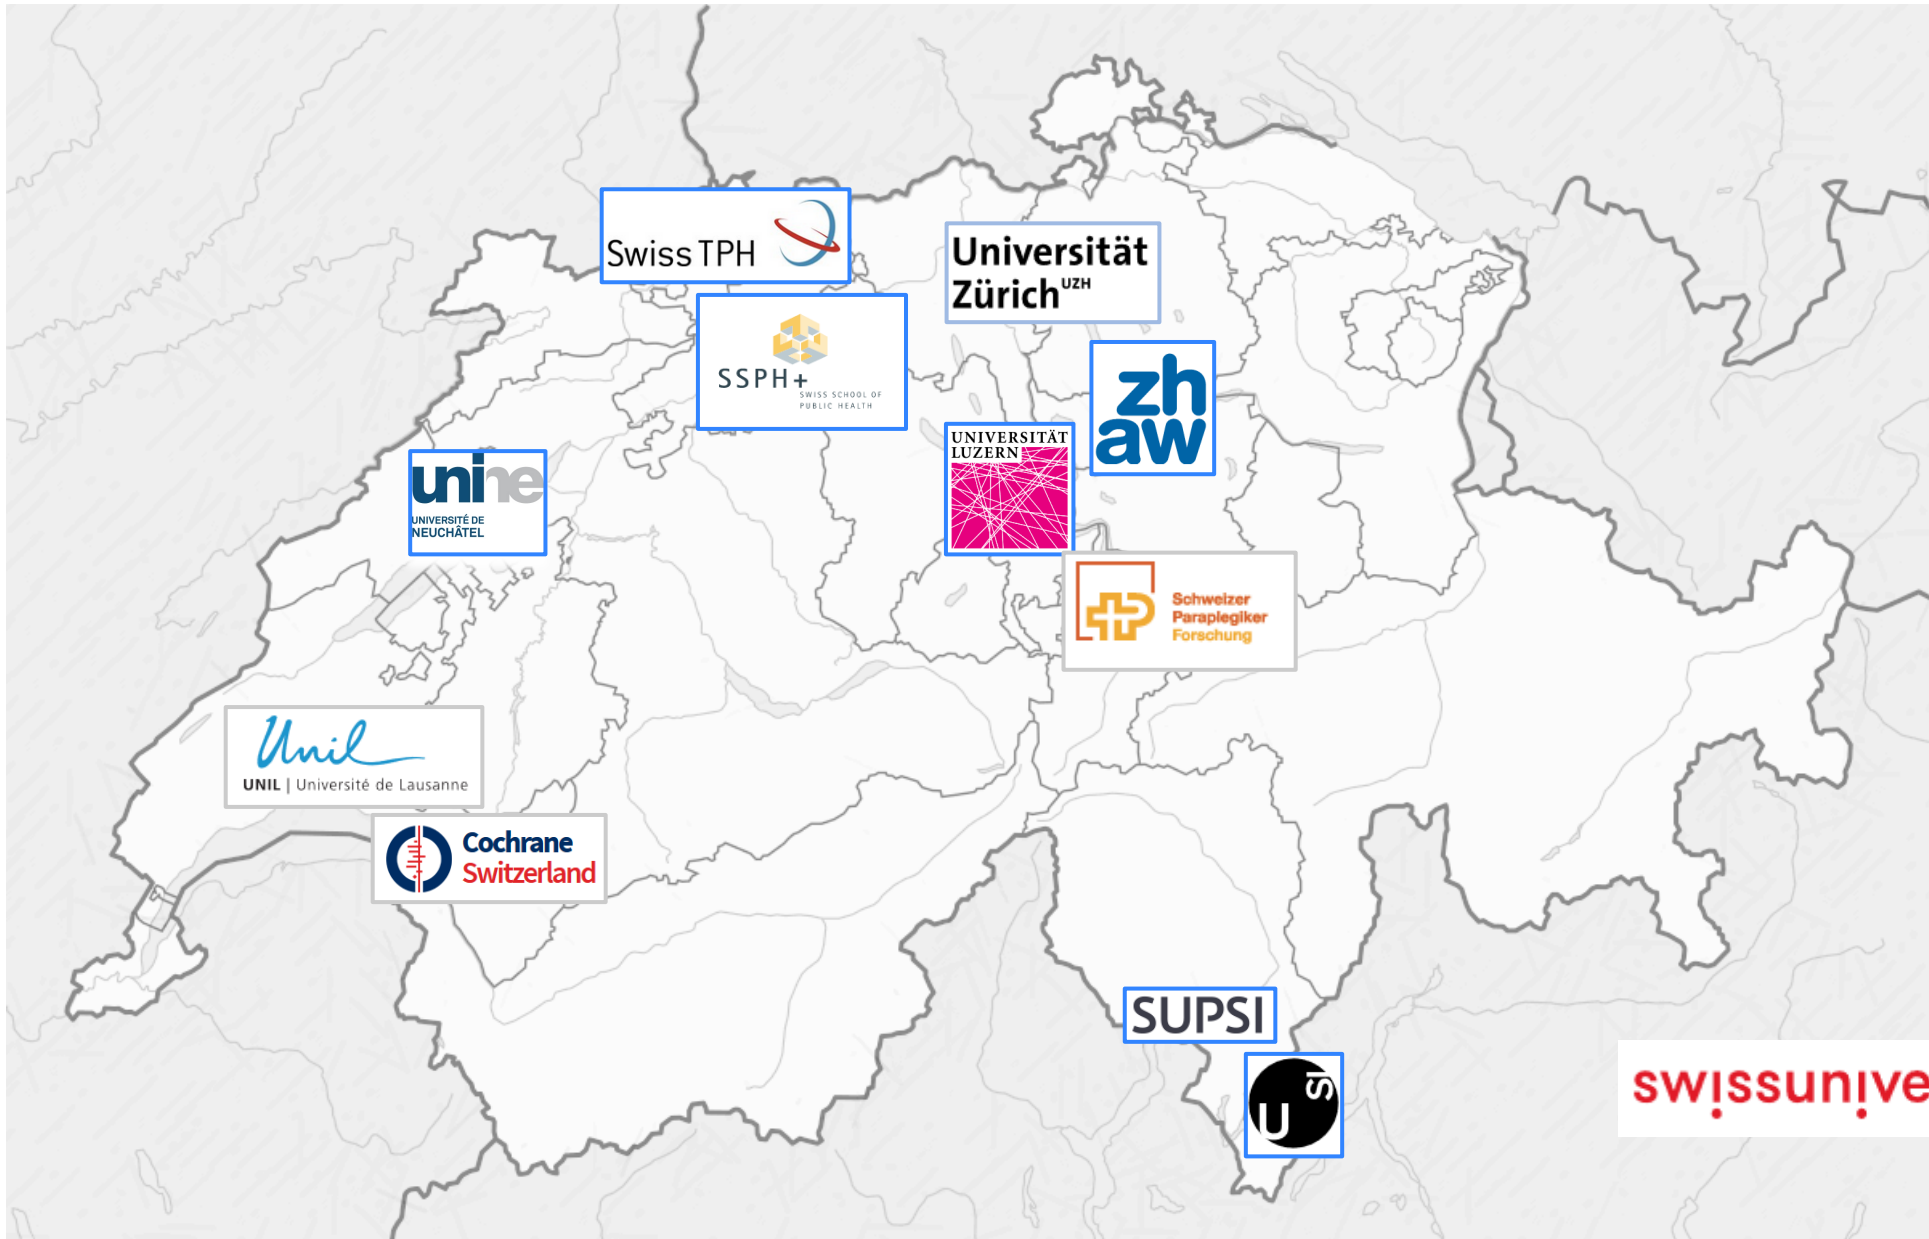 Swiss TPH
Universität
Zürich UZH
SSPH+
SWISS SCHOOL OF
PUBLIC HEALTH
zh
aw
UNIVERSITÄT
LUZERN
unine
UNIVERSITÉ DE
NEUCHÂTEL
Schweizer
Paraplegiker
Forschung
Unil
UNIL | Université de Lausanne
Cochrane
Switzerland
SUPSI
U
SI
swissunive